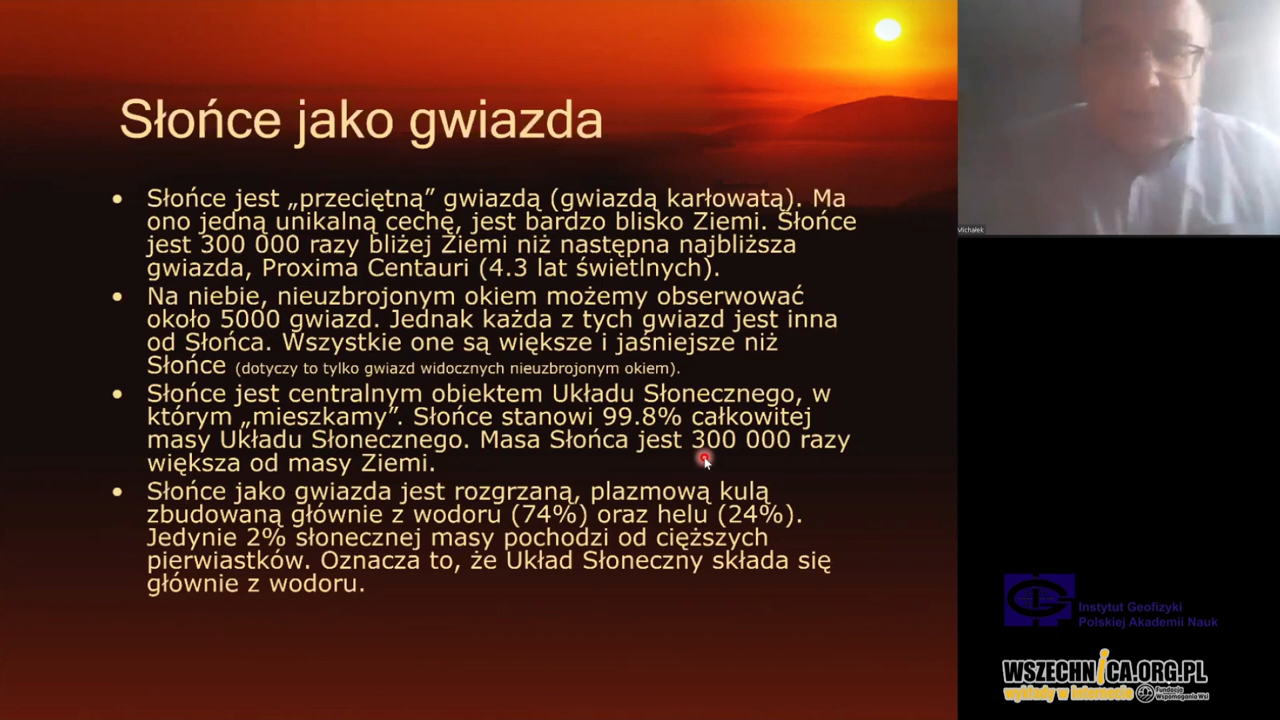 Słońce jako gwiazda
• Słońce jest „przeciętną” gwiazdą (gwiazdą karłowatą). Ma
ono jedną unikalną cechę, jest bardzo blisko Ziemi. Słońce
jest 300 000 razy bliżej Ziemi niż następna najbliższa
gwiazda, Proxima Centauri (4.3 lat świetlnych).
• Na niebie, nieuzbrojonym okiem możemy obserwować
około 5000 gwiazd. Jednak każda z tych gwiazd jest inna
od Słońca. Wszystkie one są większe i jaśniejsze niż
Słońce (dotyczy to tylko gwiazd widocznych nieuzbrojonym okiem).
• Słońce jest centralnym obiektem Układu Słonecznego, w
którym „mieszkamy”. Słońce stanowi 99.8% całkowitej
masy Układu Słonecznego. Masa Słońca jest 300 000 razy
większa od masy Ziemi.
• Słońce jako gwiazda jest rozgrzaną, plazmową kulą
zbudowaną głównie z wodoru (74%) oraz helu (24%).
Jedynie 2% słonecznej masy pochodzi od cięższych
pierwiastków. Oznacza to, że Układ Słoneczny składa się
głównie z wodoru.
Michałek
Instytut Geofizyki
Polskiej Akademii Nauk
WSZECHNICA.ORG.PL
wykłady w internecie
Fundacja
Wspomagania Wsi